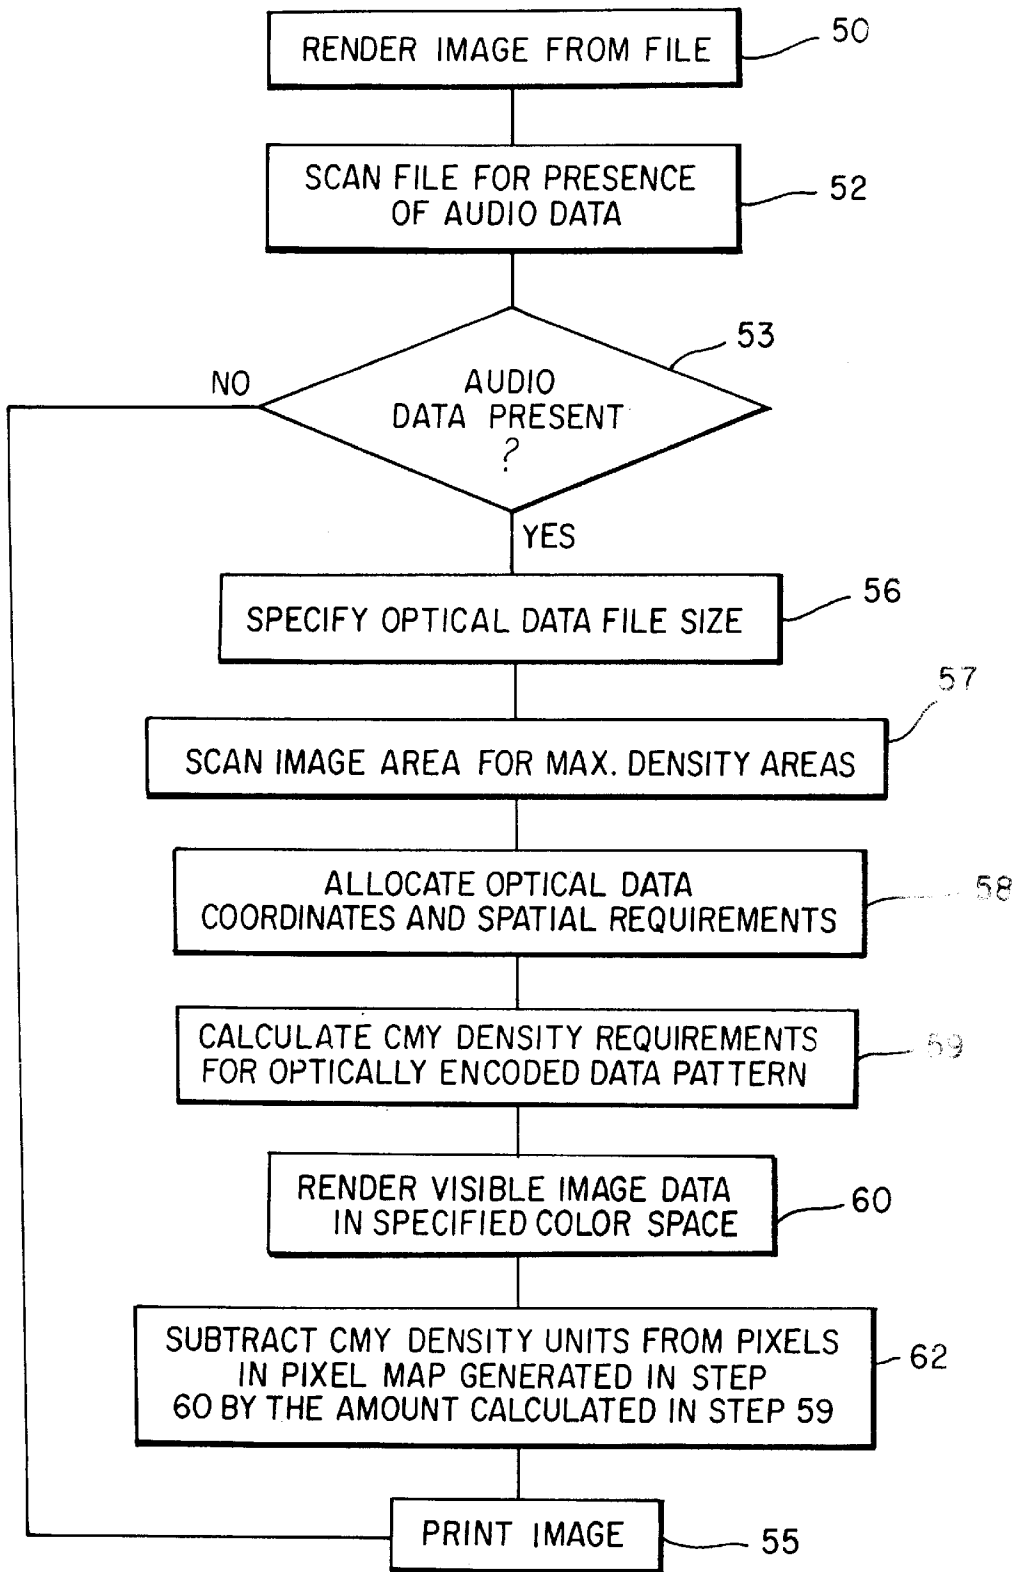 RENDER IMAGE FROM FILE
50
SCAN FILE FOR PRESENCE
OF AUDIO DATA
52
53
NO
AUDIO
DATA PRESENT
?
YES
SPECIFY OPTICAL DATA FILE SIZE
56
57
SCAN IMAGE AREA FOR MAX. DENSITY AREAS
ALLOCATE OPTICAL DATA
COORDINATES AND SPATIAL REQUIREMENTS
58
CALCULATE CMY DENSITY REQUIREMENTS
FOR OPTICALLY ENCODED DATA PATTERN
59
RENDER VISIBLE IMAGE DATA
IN SPECIFIED COLOR SPACE
60
SUBTRACT CMY DENSITY UNITS FROM PIXELS
IN PIXEL MAP GENERATED IN STEP
60 BY THE AMOUNT CALCULATED IN STEP 59
62
PRINT IMAGE
55